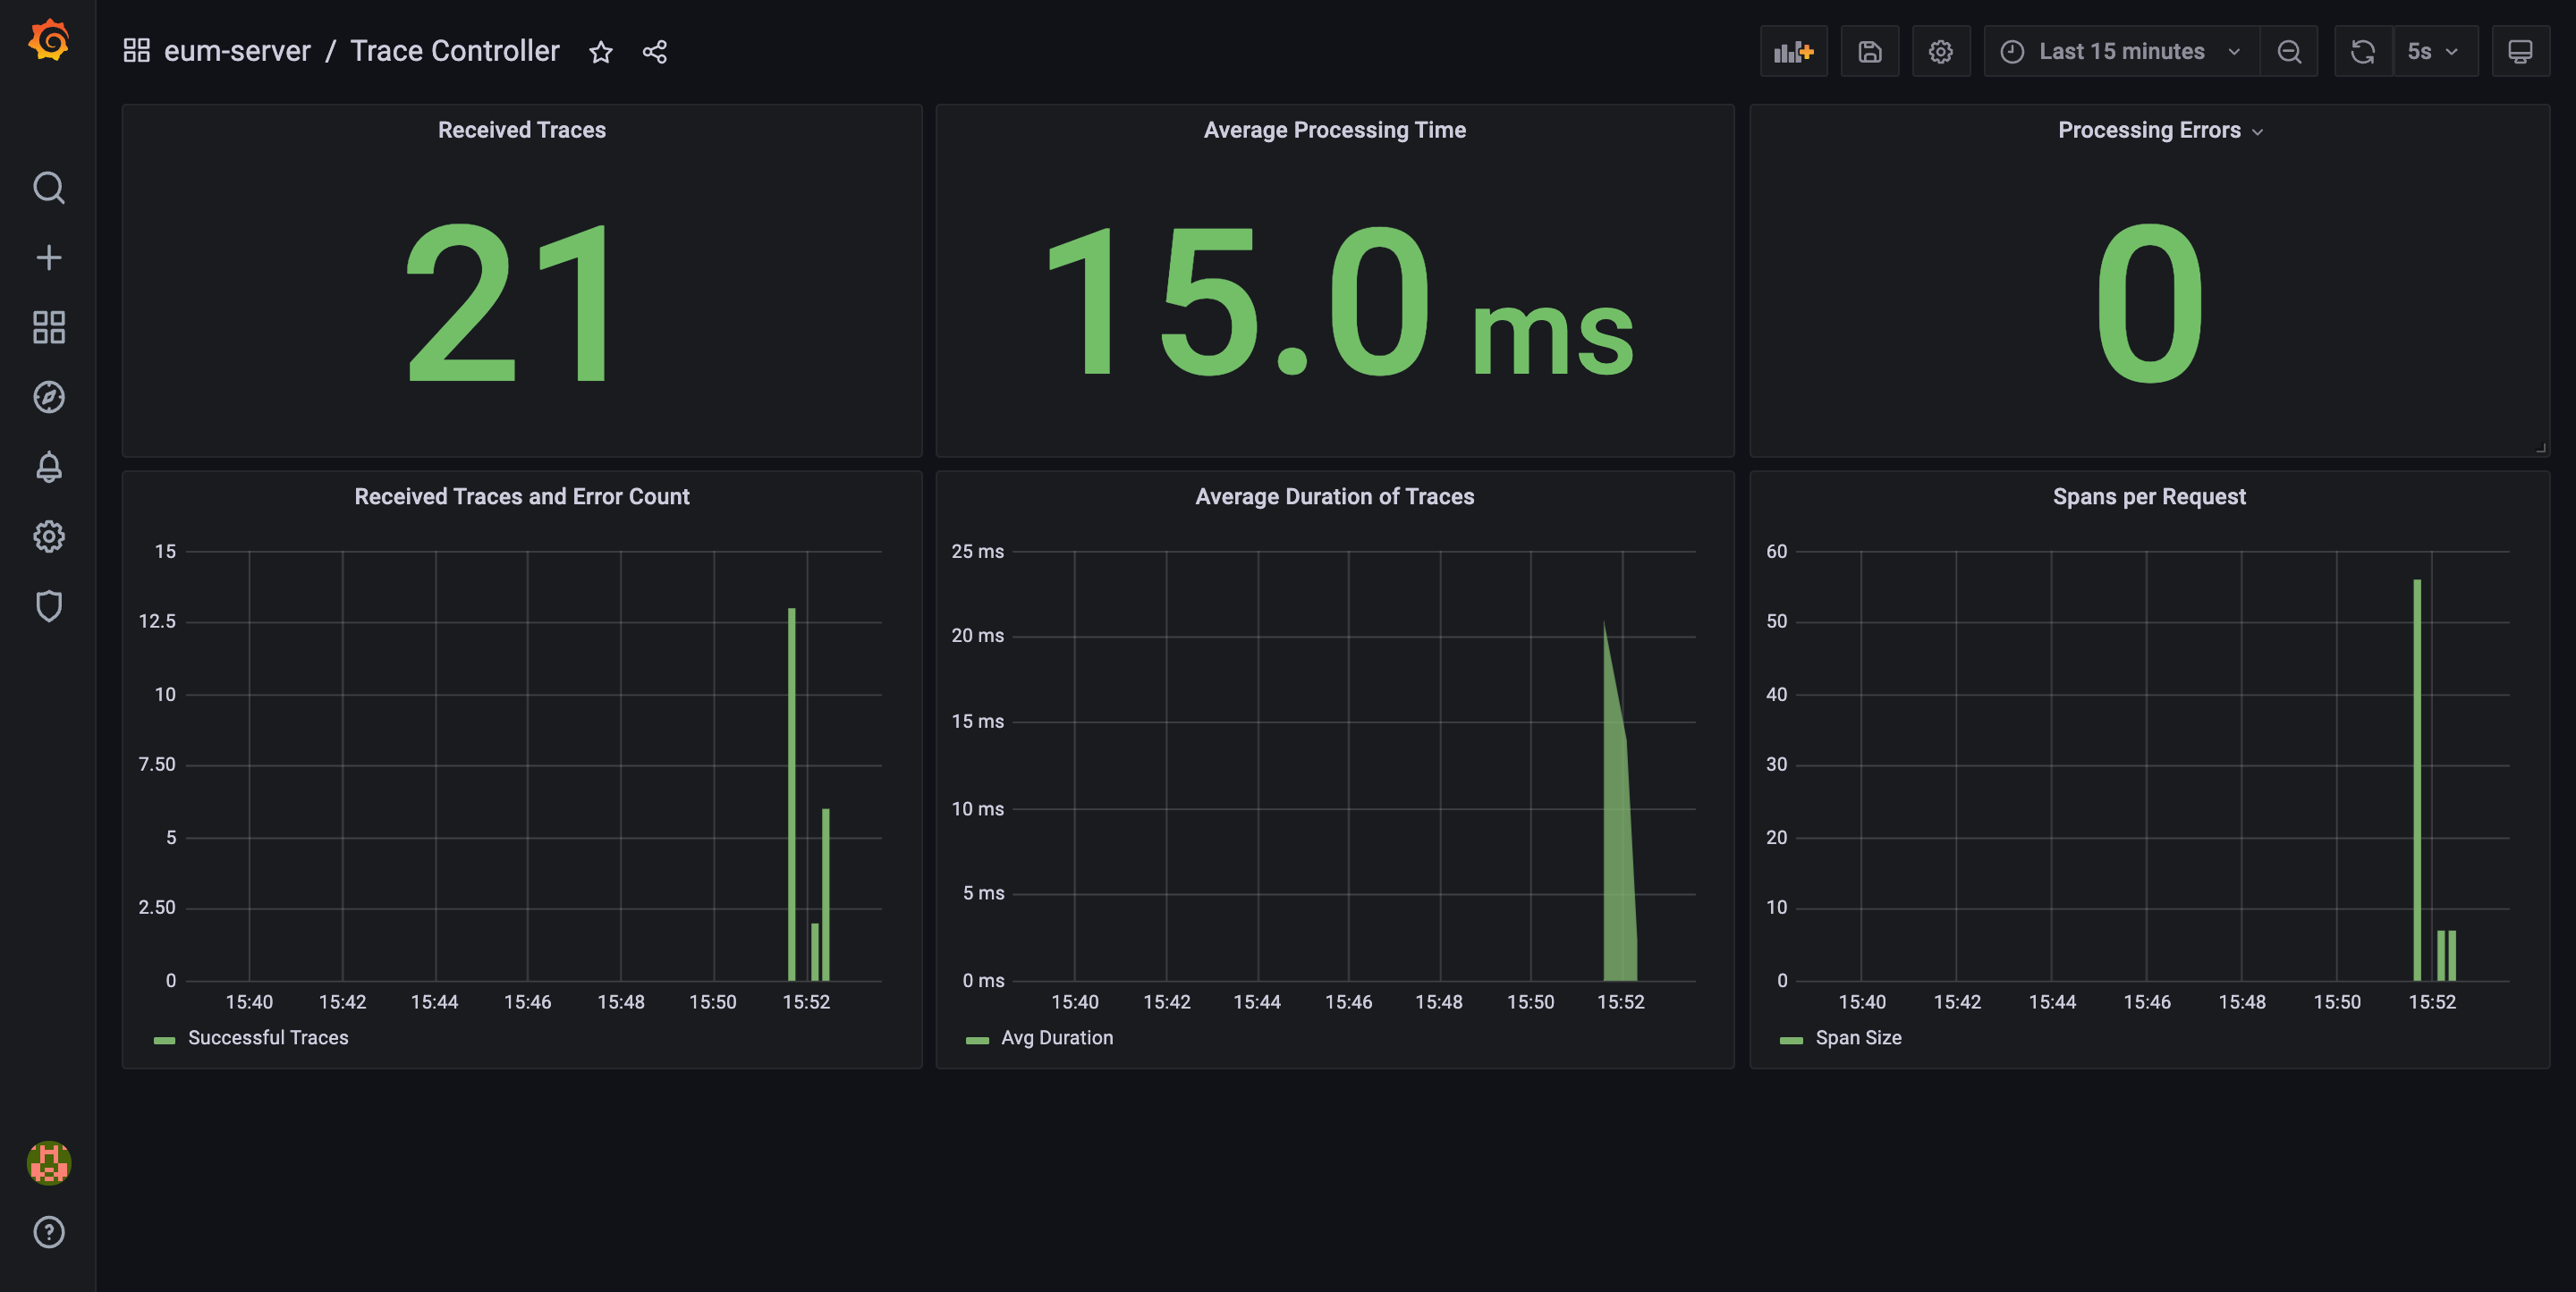 eum-server / Trace Controller
Last 15 minutes
5s
Received Traces
21
Average Processing Time
15.0 ms
Processing Errors
0
Received Traces and Error Count
15
12.5
10
7.50
5
2.50
0
15:40 15:42 15:44 15:46 15:48 15:50 15:52
Successful Traces
Average Duration of Traces
25 ms
20 ms
15 ms
10 ms
5 ms
0 ms
15:40 15:42 15:44 15:46 15:48 15:50 15:52
Avg Duration
Spans per Request
60
50
40
30
20
10
0
15:40 15:42 15:44 15:46 15:48 15:50 15:52
Span Size